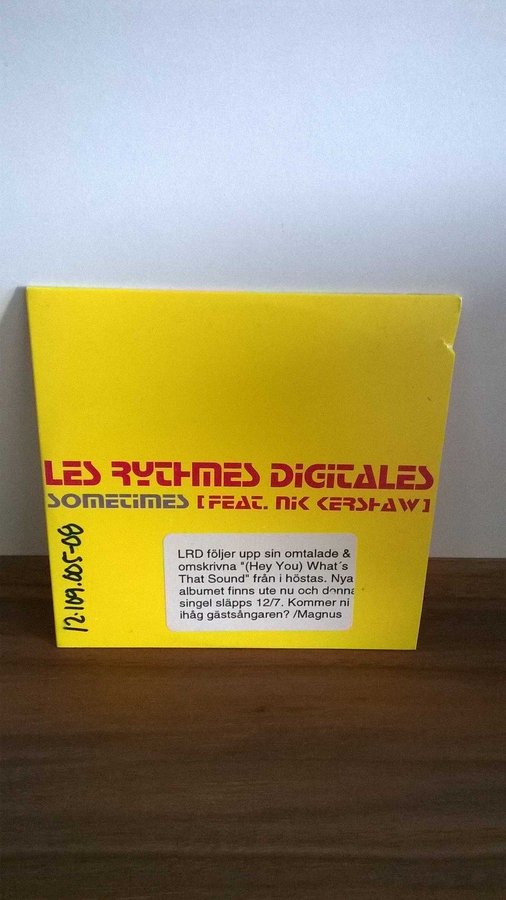 LES RYTHMES DIGITALES
SOMETIMES [FEAT. NIK KERSHAW]
12.109.005-08
LRD följer upp sin omtalade &
omskrivna "(Hey You) What´s
That Sound" från i höstas. Nya
albumet finns ute nu och denna
singel släpps 12/7. Kommer ni
ihåg gästsångaren? /Magnus